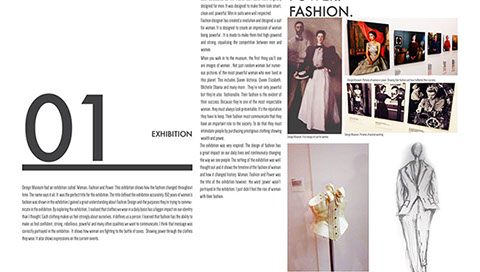 designed for men. It was designed to make them look smart,
clean and powerful. Men in suits were well respected.
Fashion designer has created a revolution and designed a suit
for women. It is designed to create an impression of women
being powerful. It is made to make them feel high powered
and strong, equalising the competition between men and
women.
When you walk in to the museum, the first thing you'll see
are images of women. Not just random women but numer-
ous pictures of the most powerful women who ever lived in
this planet. This includes Queen Victoria, Queen Elizabeth,
Michelle Obama and many more. They're not only powerful
but they're also fashionable. Their fashion is the evident of
their success. Because they're one of the most respectable
women, they must always look presentable. It's the reputation
they have to keep. Their power must communicate that they
have an important role in the society. To do that they must
intimidate people by purchasing prestigious clothing showing
wealth and power.
The exhibition was very inspired. The design of fashion has
a great impact on our daily lives and continuously changing
the way we see people. The writing of the exhibition was well
thought out and it shows the timeline of the fashion of women
and how it changed history. Women, Fashion and Power was
the title of the exhibition however, the word 'power' wasn't
portrayed in the exhibition. I just didn't find the rise of women
with their fashion.
FASHION.
01
EXHIBITION
Design Museum had an exhibition called Woman, Fashion and Power. This exhibition shows how the fashion changed throughout
time. The name says it all. It was the perfect title for the exhibition. The title defined the exhibition accurately. 150 years of women's
fashion was shown in the exhibition. I gained a great understanding about Fashion Design and the purposes they're trying to commu-
nicate in the exhibition. By exploring the exhibition, I realised that clothes we wear in a daily basis has a bigger impact on our identity
than I thought. Each clothing makes us feel strongly about ourselves, it defines us a person. I learned that fashion has the ability to
make us feel confident, strong, rebellious, powerful and many other qualities we want to communicate. I think that message was
correctly portrayed in the exhibition. It shows how women are fighting to the battle of sexes. Showing power through the clothes
they wear. It also shows expressions on the current events.